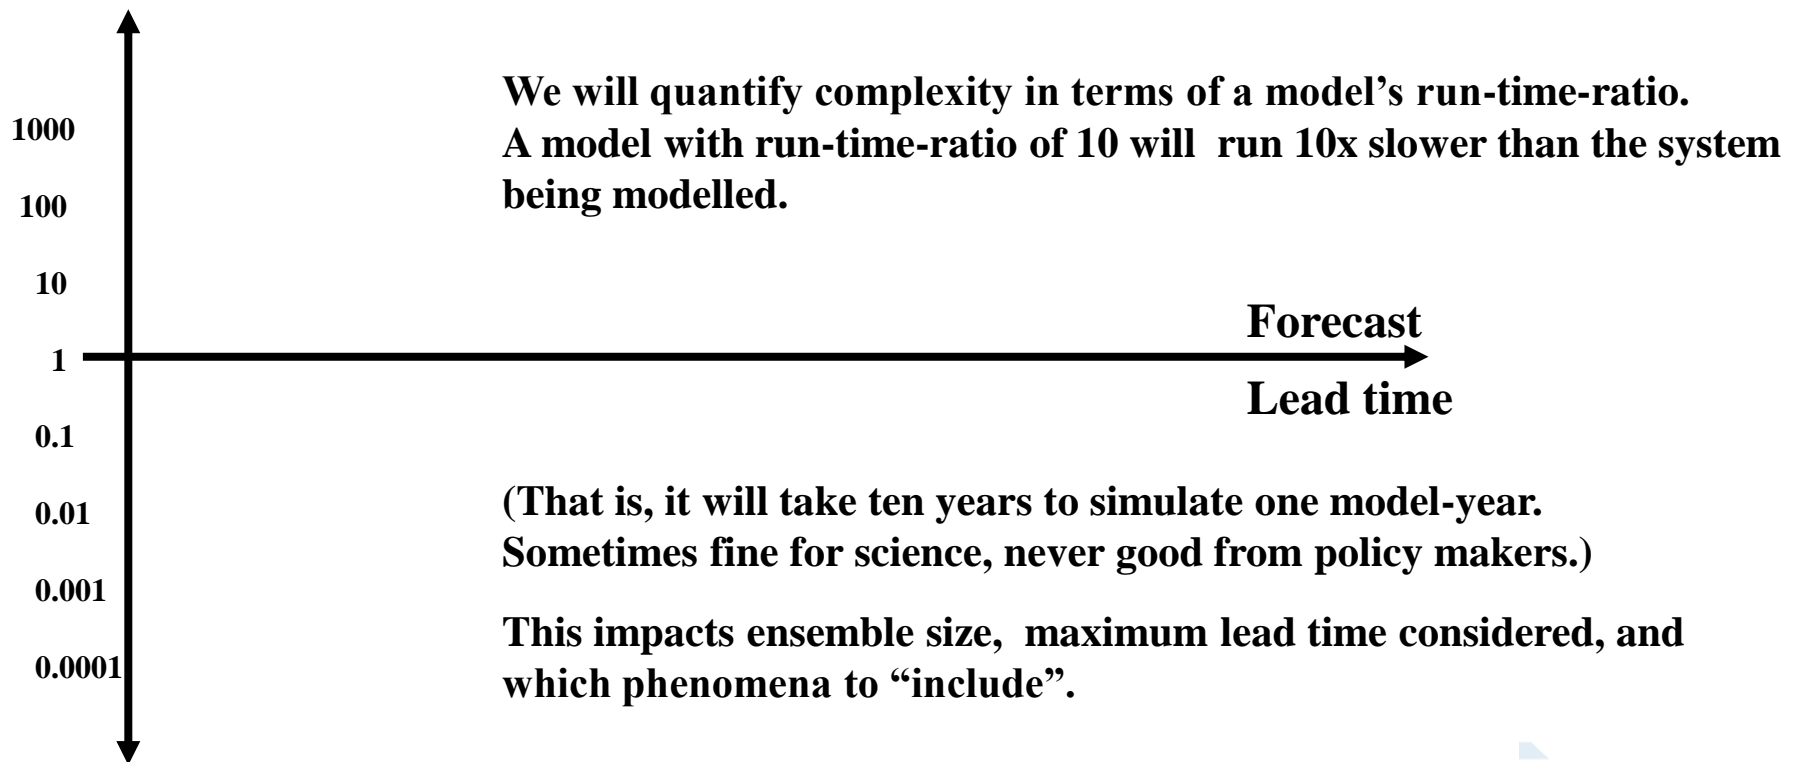 We will quantify complexity in terms of a model’s run-time-ratio.
A model with run-time-ratio of 10 will  run 10x slower than the system
being modelled.
1000
100
10
1
0.1
0.01
0.001
0.0001
Forecast
Lead time
(That is, it will take ten years to simulate one model-year.
Sometimes fine for science, never good from policy makers.)
This impacts ensemble size,  maximum lead time considered, and
which phenomena to “include”.